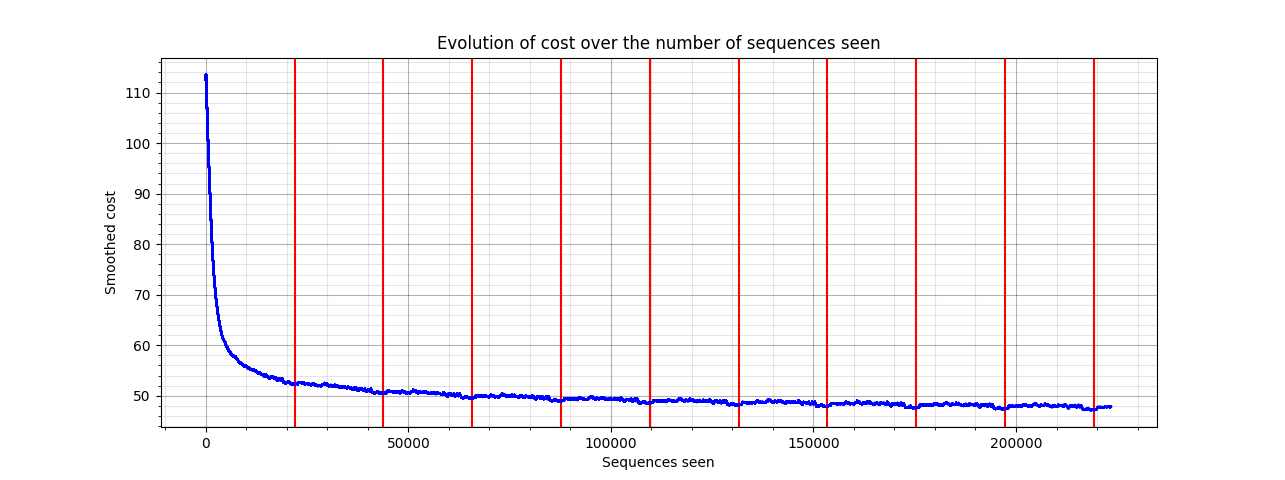 Evolution of cost over the number of sequences seen
110
100
90
80
70
60
50
Smoothed cost
0 50000 100000 150000 200000
Sequences seen